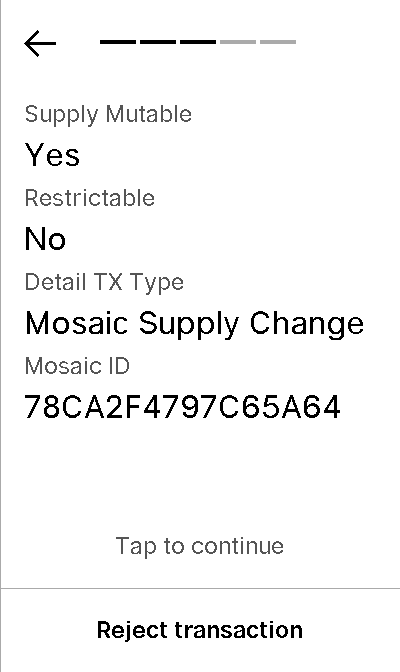 Supply Mutable
Yes
Restrictable
No
Detail TX Type
Mosaic Supply Change
Mosaic ID
78CA2F4797C65A64
Tap to continue
Reject transaction